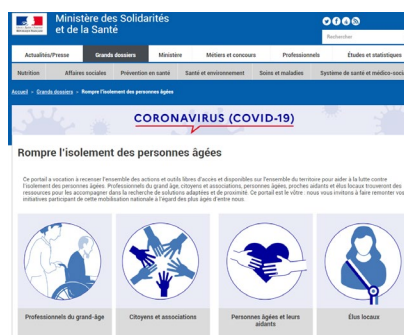 Ministère des Solidarités
et de la Santé
Rechercher
Actualités/Presse Grands dossiers Ministère Métiers et concours Professionnels Études et statistiques
Nutrition Affaires sociales Prévention en santé Santé et environnement Soins et maladies Système de santé et médico-socia
Accueil > Grands dossiers > Rompre l'isolement des personnes âgées
CORONAVIRUS (COVID-19)
Rompre l'isolement des personnes âgées
Ce portail a vocation à recenser l'ensemble des actions et outils libres d'accès et disponibles sur l'ensemble du territoire pour aider à la lutte contre
l'isolement des personnes âgées. Professionnels du grand âge, citoyens et associations, personnes âgées, proches aidants et élus locaux trouveront des
ressources pour les accompagner dans la recherche de solutions adaptées et de proximité. Ce portail est le vôtre : nous vous invitons à faire remonter vos
initiatives participant de cette mobilisation nationale à l'égard des plus âgés d'entre nous.
Professionnels du grand-âge
Citoyens et associations
Personnes âgées et leurs
aidants
Élus locaux